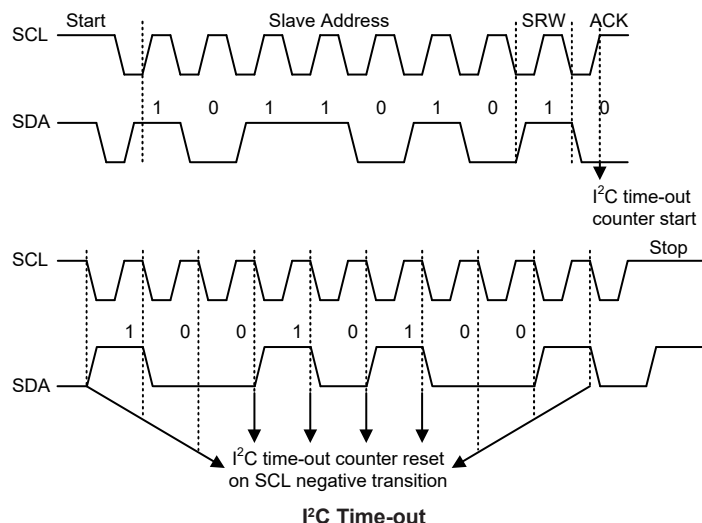 Start Slave Address SRW ACK
SCL
1 0 1 1 0 1 0 1 0
SDA
I²C time-out
counter start
Stop
SCL
1 0 0 1 0 1 0 0
SDA
I²C time-out counter reset
on SCL negative transition
I²C Time-out